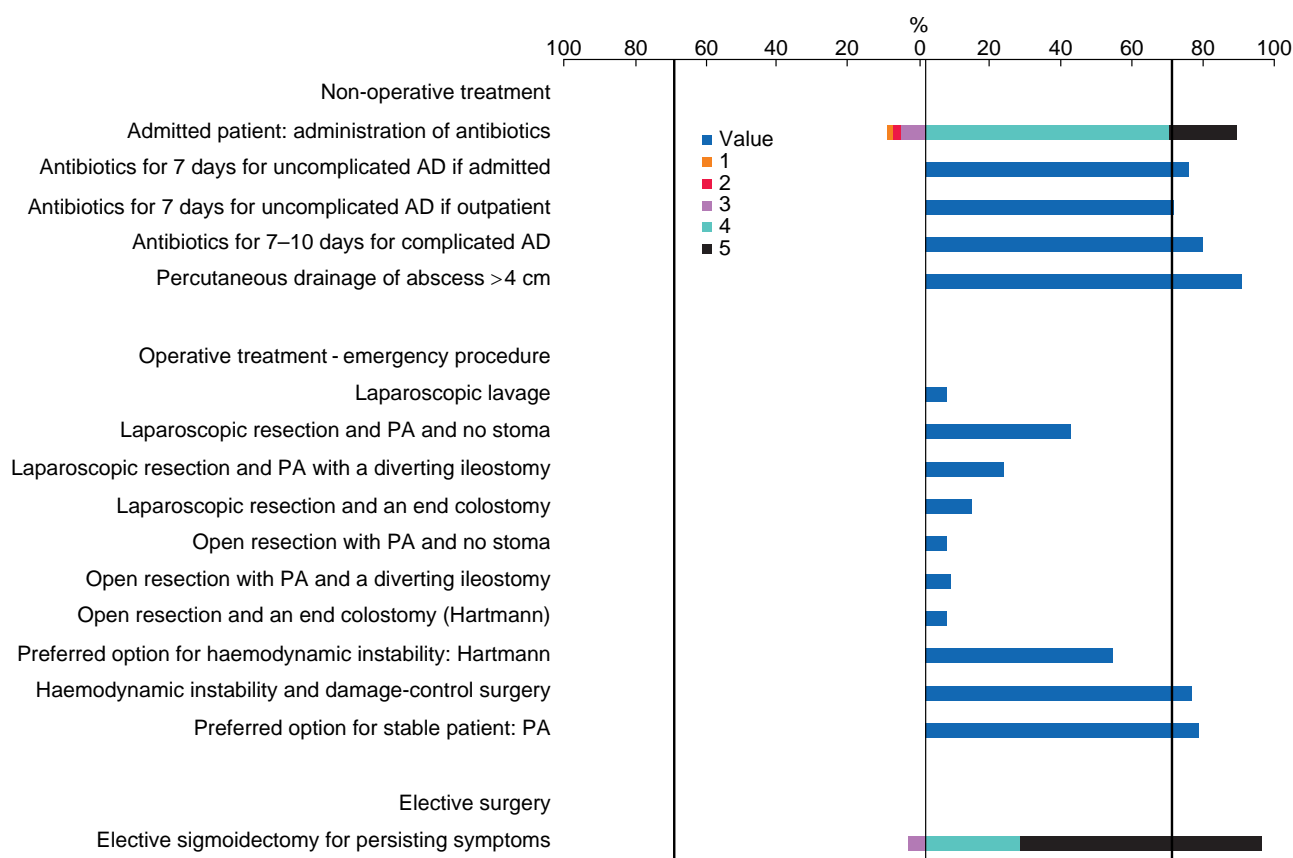 %
100 80 60 40 20 0 20 40 60 80 100
Non-operative treatment
Admitted patient: administration of antibiotics
Antibiotics for 7 days for uncomplicated AD if admitted
Antibiotics for 7 days for uncomplicated AD if outpatient
Antibiotics for 7–10 days for complicated AD
Percutaneous drainage of abscess >4 cm
Value
1
2
3
4
5
Operative treatment - emergency procedure
Laparoscopic lavage
Laparoscopic resection and PA and no stoma
Laparoscopic resection and PA with a diverting ileostomy
Laparoscopic resection and an end colostomy
Open resection with PA and no stoma
Open resection with PA and a diverting ileostomy
Open resection and an end colostomy (Hartmann)
Preferred option for haemodynamic instability: Hartmann
Haemodynamic instability and damage-control surgery
Preferred option for stable patient: PA
Elective surgery
Elective sigmoidectomy for persisting symptoms